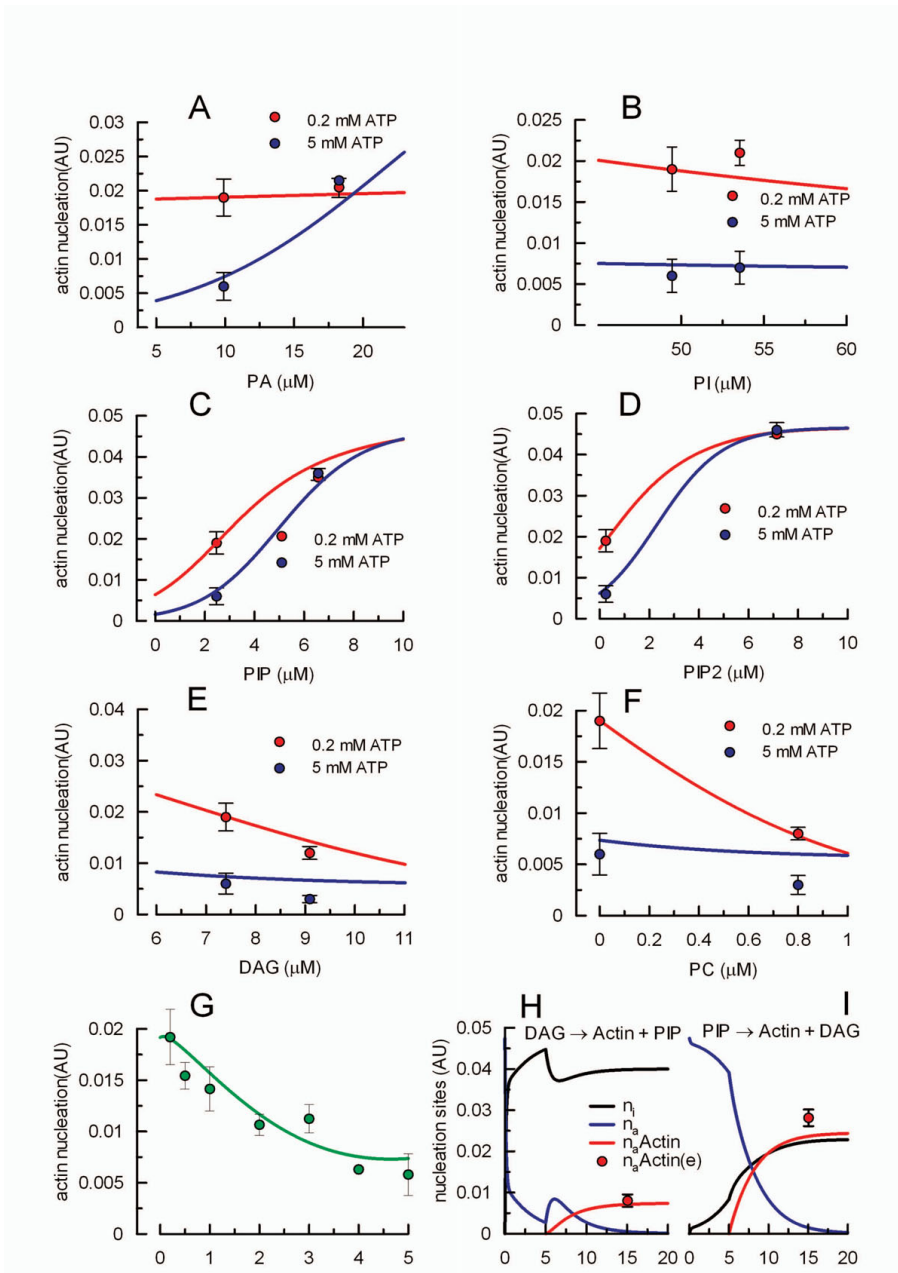 A
0.2 mM ATP
5 mM ATP
actin nucleation(AU)
0.03
0.025
0.02
0.015
0.01
0.005
0
5 10 15 20
PA (μM)
B
0.2 mM ATP
5 mM ATP
actin nucleation(AU)
0.025
0.02
0.015
0.01
0.005
0
50 55 60
PI(μM)
C
0.2 mM ATP
5 mM ATP
actin nucleation(AU)
0.05
0.04
0.03
0.02
0.01
0
0 2 4 6 8 10
PIP (μM)
D
0.2 mM ATP
5 mM ATP
actin nucleation(AU)
0.05
0.04
0.03
0.02
0.01
0
0 2 4 6 8 10
PIP2 (μM)
E
0.2 mM ATP
5 mM ATP
actin nucleation(AU)
0.04
0.03
0.02
0.01
0
6 7 8 9 10 11
DAG (μM)
F
0.2 mM ATP
5 mM ATP
actin nucleation(AU)
0.02
0.015
0.01
0.005
0
0 0.2 0.4 0.6 0.8 1
PC (μM)
G
actin nucleation(AU)
0.02
0.015
0.01
0.005
0
0 1 2 3 4 5
H
DAG → Actin + PIP
nucleation sites (AU)
0.05
0.04
0.03
0.02
0.01
0
n_i
n_a
n_aActin
n_aActin(e)
0 5 10 15 20
I
PIP → Actin + DAG
0 5 10 15 20